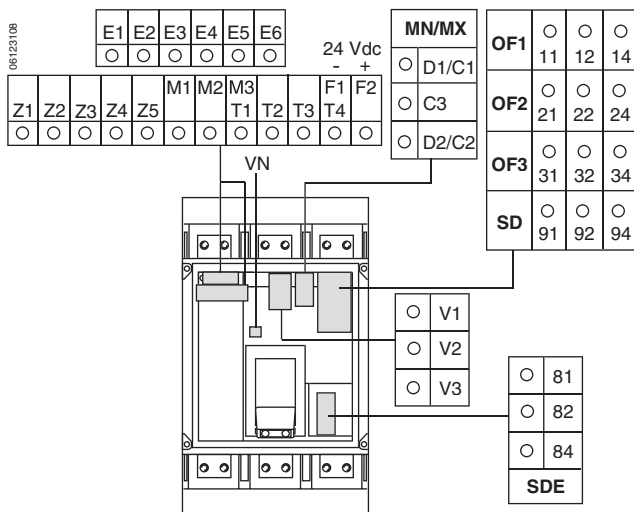 06123108
E1 E2 E3 E4 E5 E6
24 Vdc
- +
Z1 Z2 Z3 Z4 Z5 M1 M2 M3 T1 T2 T3 F1 T4 F2
VN
MN/MX
D1/C1
C3
D2/C2
OF1 11 12 14
OF2 21 22 24
OF3 31 32 34
SD 91 92 94
V1
V2
V3
81
82
84
SDE